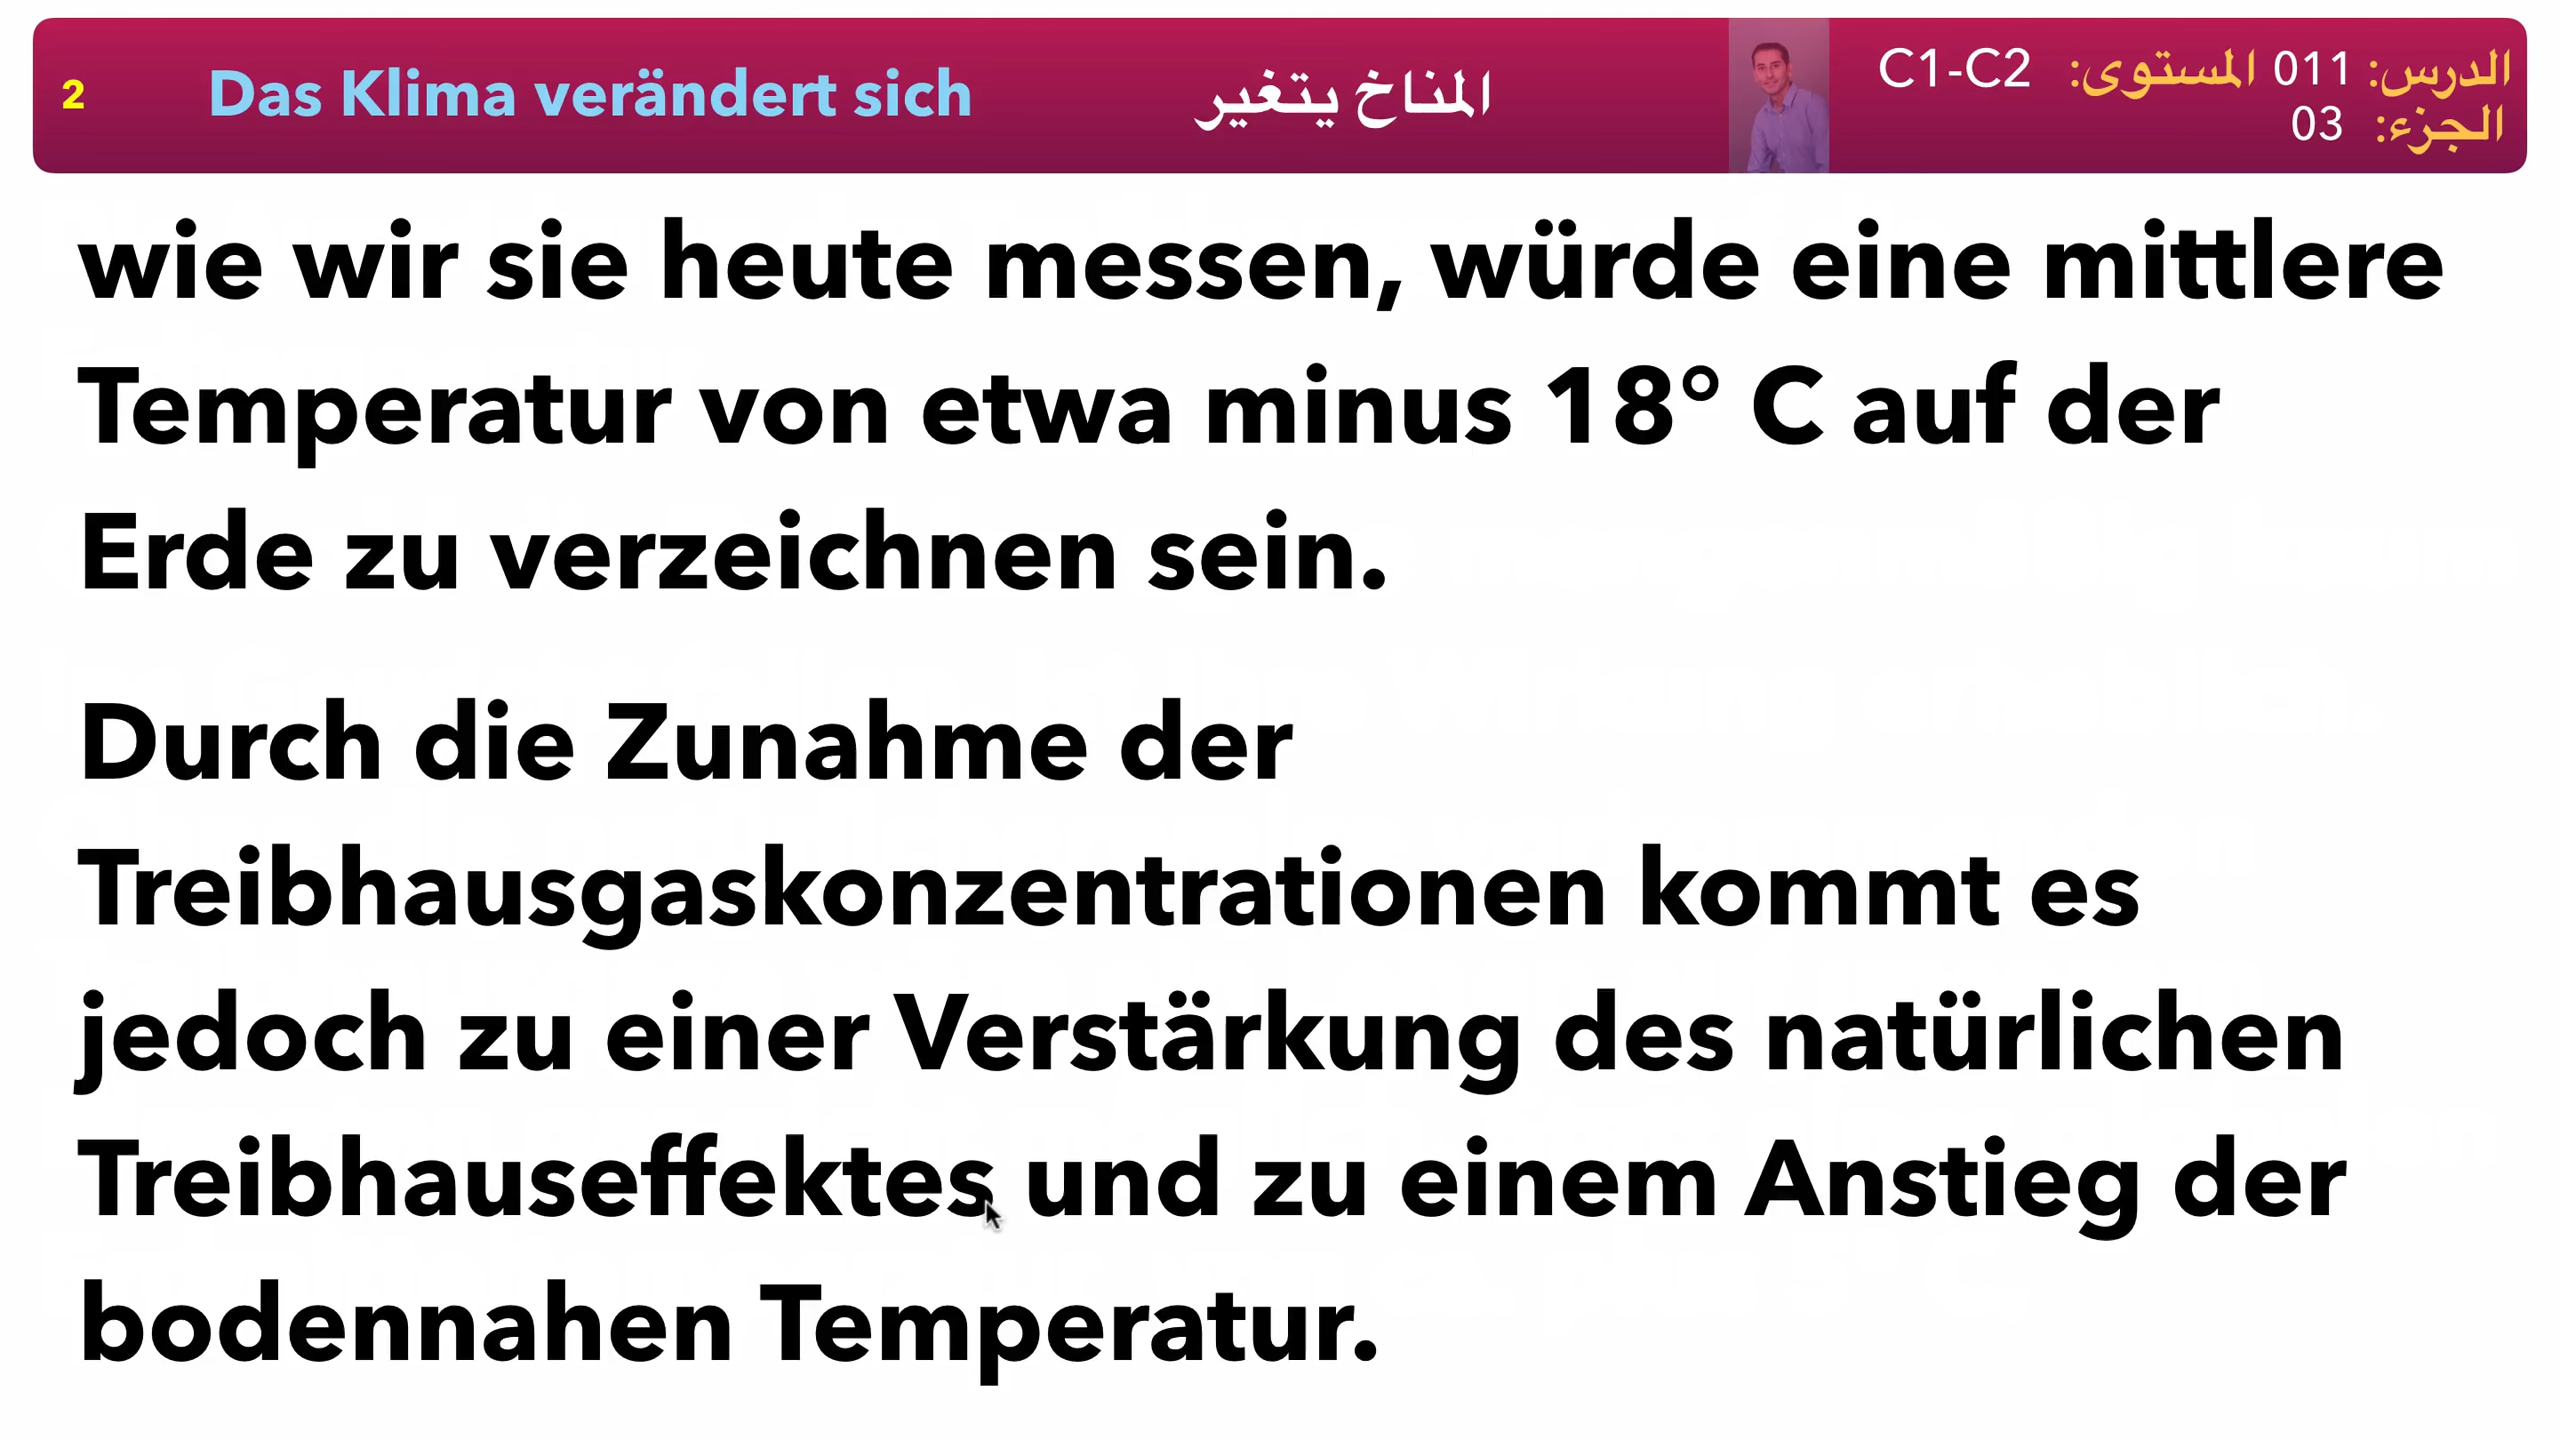 2
Das Klima verändert sich
المناخ يتغير
الدرس: 011 المستوى: C1-C2
الجزء: 03
wie wir sie heute messen, würde eine mittlere
Temperatur von etwa minus 18° C auf der
Erde zu verzeichnen sein.
Durch die Zunahme der
Treibhausgaskonzentrationen kommt es
jedoch zu einer Verstärkung des natürlichen
Treibhauseffektes und zu einem Anstieg der
bodennahen Temperatur.